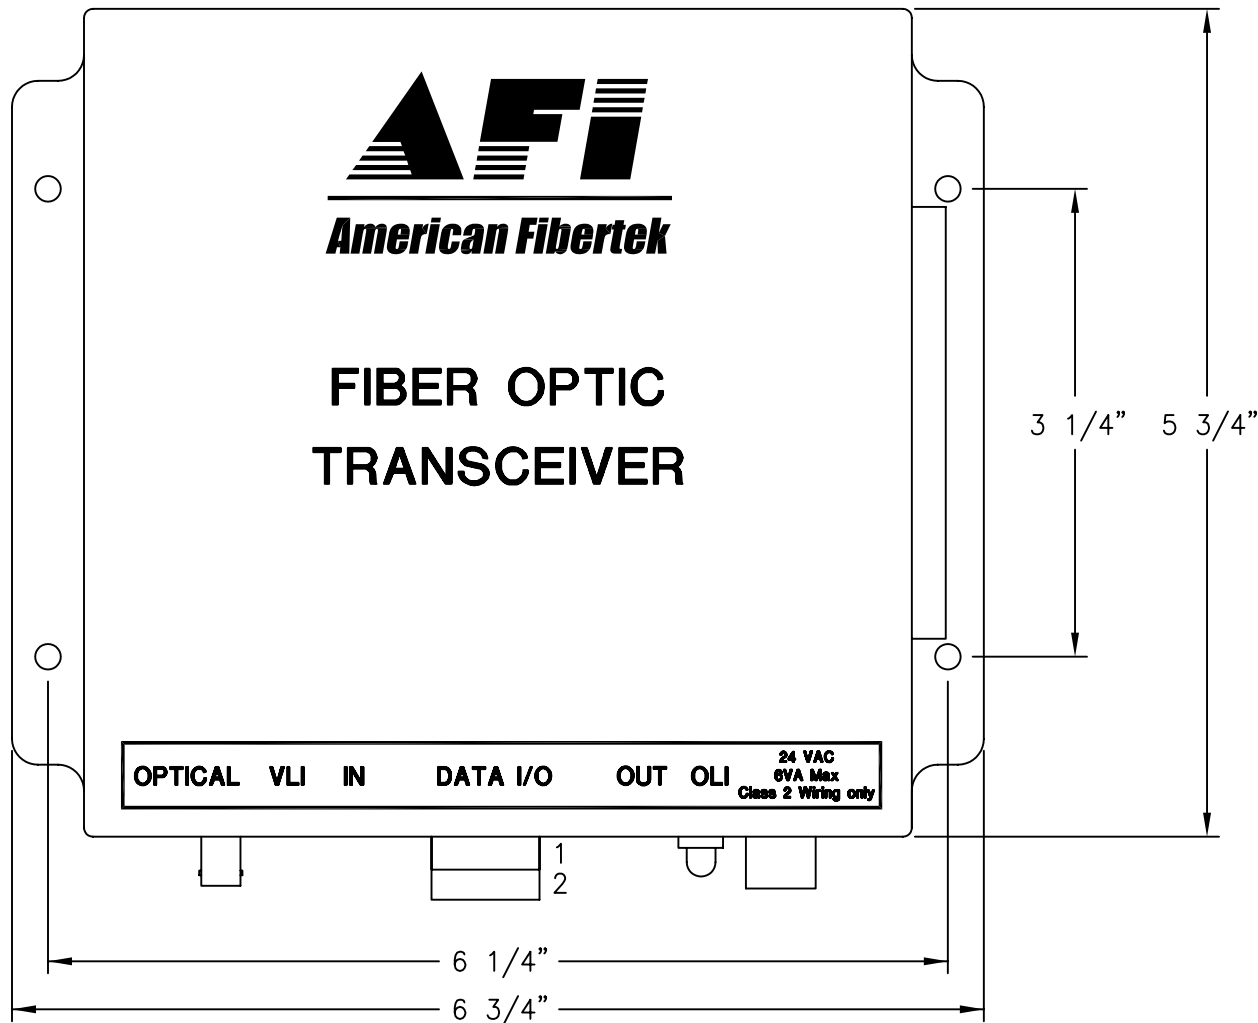 AFI
American Fibertek
FIBER OPTIC
TRANSCEIVER
3 1/4” 5 3/4”
OPTICAL VLI IN DATA I/O OUT OLI
24 VAC
6VA Max
Class 2 Wiring only
1
2
6 1/4”
6 3/4”